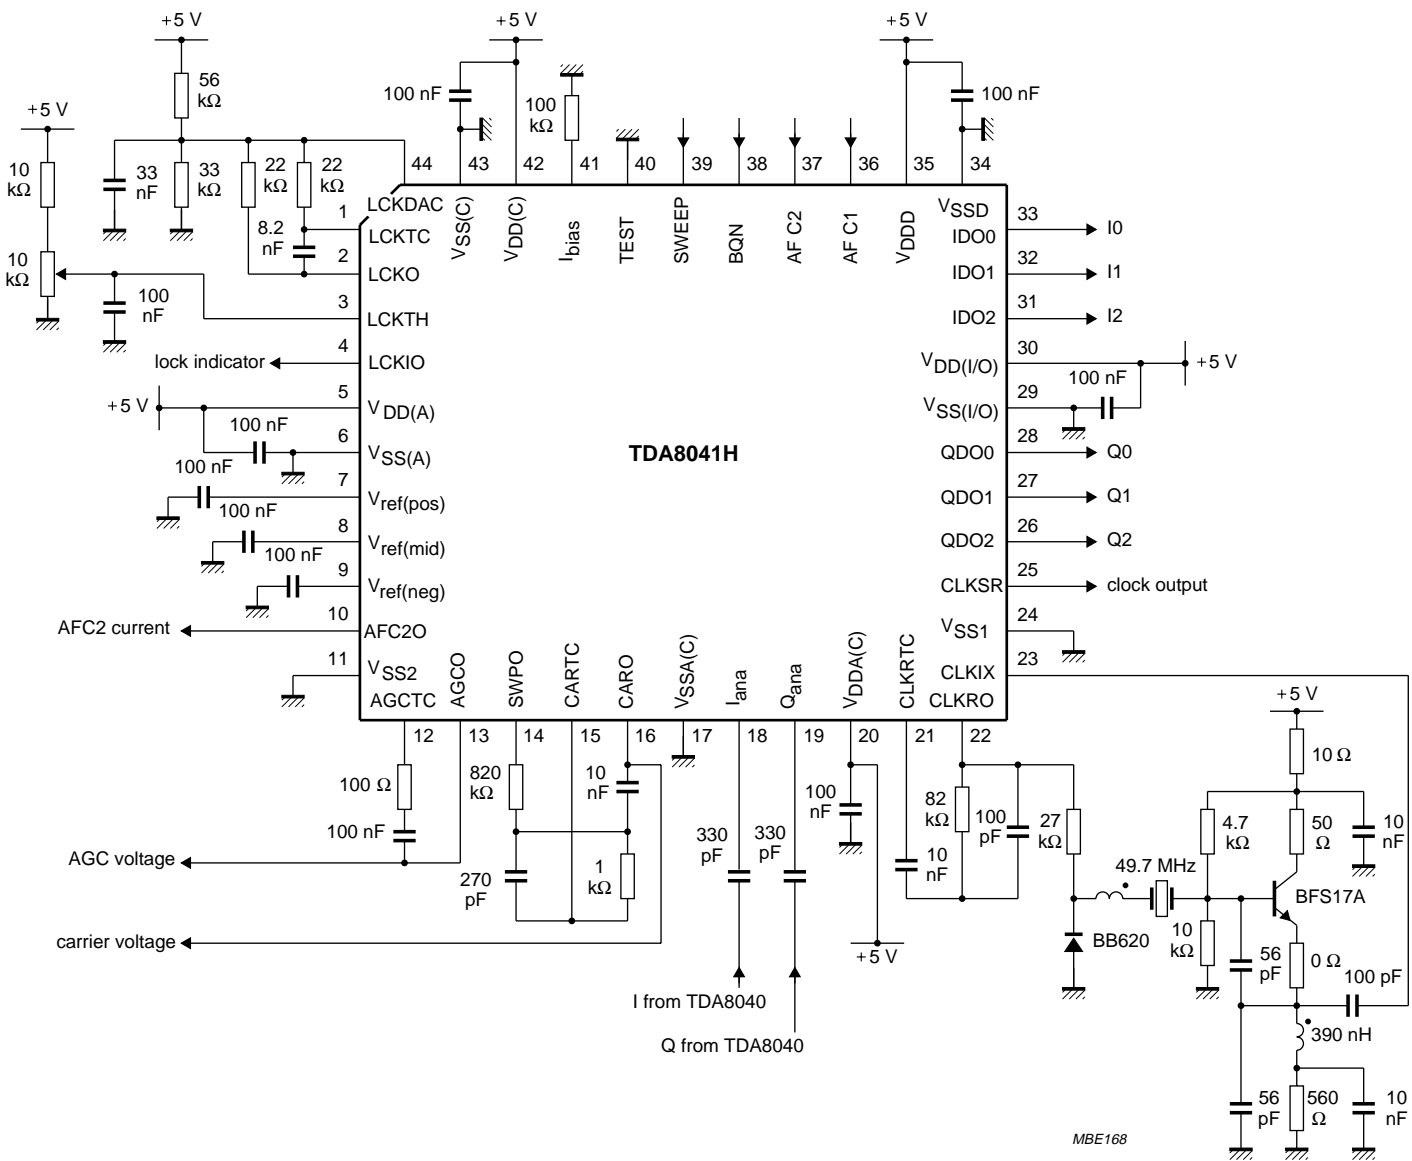 +5 V
+5 V
+5 V
56
kΩ
100 nF
100
kΩ
100 nF
+5 V
10
kΩ
33
nF
33
kΩ
22
kΩ
22
kΩ
44
43
42
41
40
39
38
37
36
35
34
LCKDAC
VSS(C)
VDD(C)
Ibias
TEST
SWEEP
BQN
AF C2
AF C1
VDDD
VSSD
8.2
nF
1
LCKTC
33
IDO0
I0
10
kΩ
2
LCKO
32
IDO1
I1
100
nF
3
LCKTH
31
IDO2
I2
lock indicator
4
LCKIO
30
VDD(I/O)
+5 V
100 nF
+5 V
5
VDD(A)
29
VSS(I/O)
100 nF
6
VSS(A)
TDA8041H
28
QDO0
Q0
100 nF
7
Vref(pos)
27
QDO1
Q1
100 nF
8
Vref(mid)
26
QDO2
Q2
100 nF
9
Vref(neg)
25
CLKSR
clock output
AFC2 current
10
AFC2O
24
VSS1
11
VSS2
23
CLKIX
AGCTC
AGCO
SWPO
CARTC
CARO
VSSA(C)
Iana
Qana
VDDA(C)
CLKRTC
CLKRO
12
13
14
15
16
17
18
19
20
21
22
+5 V
10 Ω
100 Ω
820
kΩ
10
nF
100
nF
82
kΩ
100
pF
27
kΩ
4.7
kΩ
50
Ω
10
nF
100 nF
330
pF
330
pF
10
nF
49.7 MHz
AGC voltage
270
pF
1
kΩ
BFS17A
carrier voltage
+5 V
BB620
10
kΩ
56
pF
0 Ω
100 pF
I from TDA8040
Q from TDA8040
390 nH
56
pF
560
Ω
10
nF
MBE168